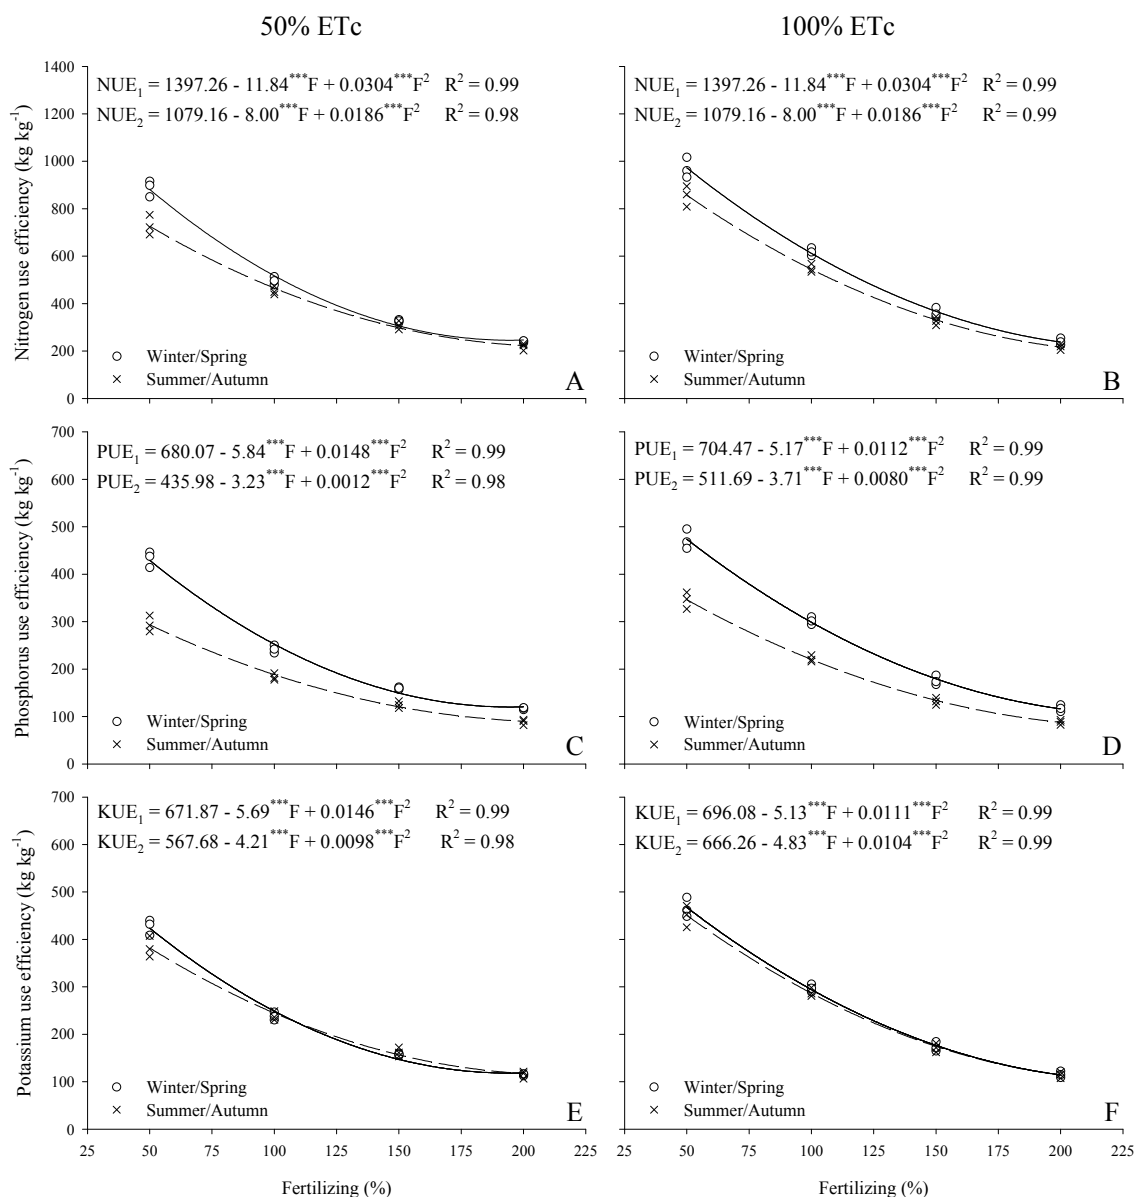 50% ETc
100% ETc
Nitrogen use efficiency (kg kg⁻¹)
1400
1200
1000
800
600
400
200
0
NUE₁ = 1397.26 - 11.84***F + 0.0304***F² R² = 0.99
NUE₂ = 1079.16 - 8.00***F + 0.0186***F² R² = 0.98
Winter/Spring
Summer/Autumn
A
NUE₁ = 1397.26 - 11.84***F + 0.0304***F² R² = 0.99
NUE₂ = 1079.16 - 8.00***F + 0.0186***F² R² = 0.99
Winter/Spring
Summer/Autumn
B
Phosphorus use efficiency (kg kg⁻¹)
700
600
500
400
300
200
100
0
PUE₁ = 680.07 - 5.84***F + 0.0148***F² R² = 0.99
PUE₂ = 435.98 - 3.23***F + 0.0012***F² R² = 0.98
Winter/Spring
Summer/Autumn
C
PUE₁ = 704.47 - 5.17***F + 0.0112***F² R² = 0.99
PUE₂ = 511.69 - 3.71***F + 0.0080***F² R² = 0.99
Winter/Spring
Summer/Autumn
D
Potassium use efficiency (kg kg⁻¹)
700
600
500
400
300
200
100
0
KUE₁ = 671.87 - 5.69***F + 0.0146***F² R² = 0.99
KUE₂ = 567.68 - 4.21***F + 0.0098***F² R² = 0.98
Winter/Spring
Summer/Autumn
E
KUE₁ = 696.08 - 5.13***F + 0.0111***F² R² = 0.99
KUE₂ = 666.26 - 4.83***F + 0.0104***F² R² = 0.99
Winter/Spring
Summer/Autumn
F
25 50 75 100 125 150 175 200 225
25 50 75 100 125 150 175 200 225
Fertilizing (%)
Fertilizing (%)